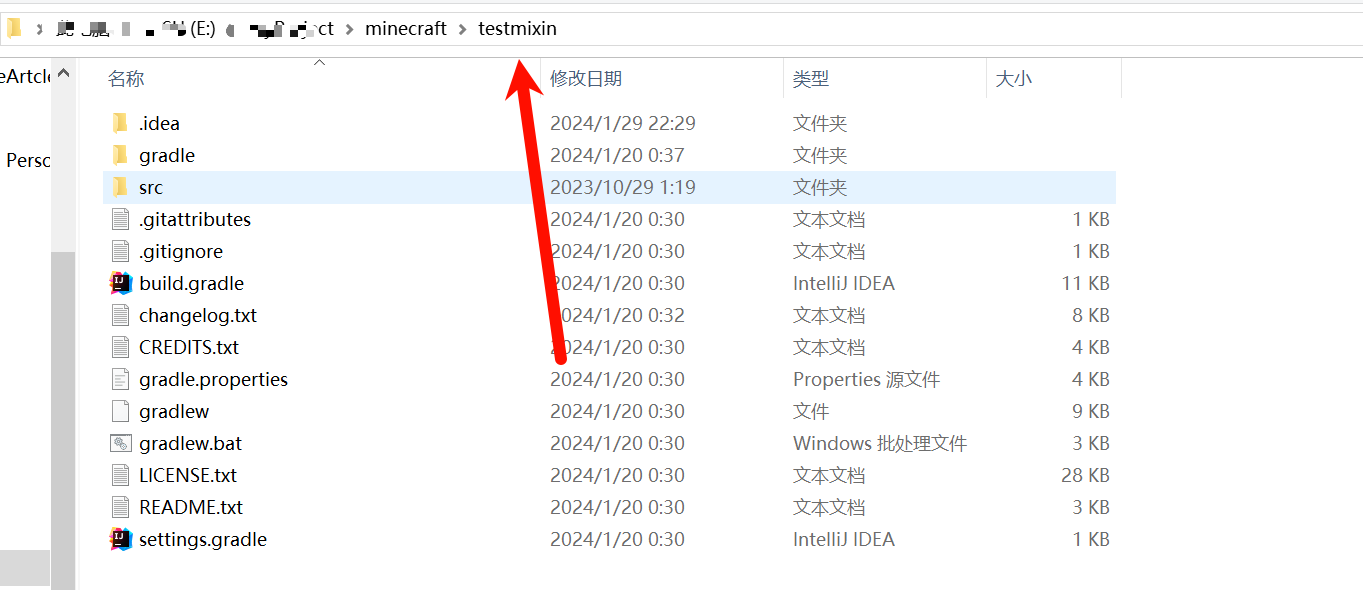 (E:) minecraft testmixin
名称 修改日期 类型 大小
.idea 2024/1/29 22:29 文件夹
gradle 2024/1/20 0:37 文件夹
src 2023/10/29 1:19 文件夹
.gitattributes 2024/1/20 0:30 文本文档 1 KB
.gitignore 2024/1/20 0:30 文本文档 1 KB
build.gradle 2024/1/20 0:30 IntelliJ IDEA 11 KB
changelog.txt 2024/1/20 0:32 文本文档 8 KB
CREDITS.txt 2024/1/20 0:30 文本文档 4 KB
gradle.properties 2024/1/20 0:30 Properties 源文件 4 KB
gradlew 2024/1/20 0:30 文件 9 KB
gradlew.bat 2024/1/20 0:30 Windows 批处理文件 3 KB
LICENSE.txt 2024/1/20 0:30 文本文档 28 KB
README.txt 2024/1/20 0:30 文本文档 3 KB
settings.gradle 2024/1/20 0:30 IntelliJ IDEA 1 KB